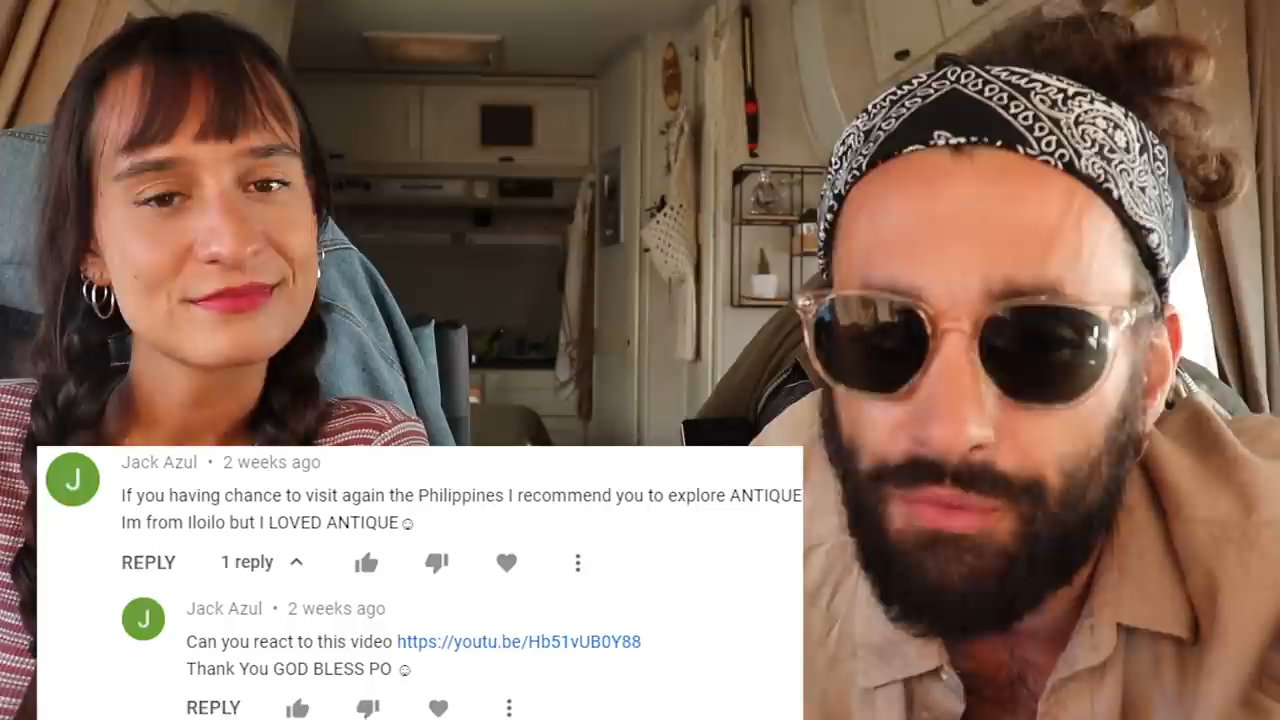 J
Jack Azul • 2 weeks ago
If you having chance to visit again the Philippines I recommend you to explore ANTIQUE
Im from Iloilo but I LOVED ANTIQUE☺
REPLY 1 reply
J
Jack Azul • 2 weeks ago
Can you react to this video https://youtu.be/Hb51vUB0Y88
Thank You GOD BLESS PO ☺
REPLY